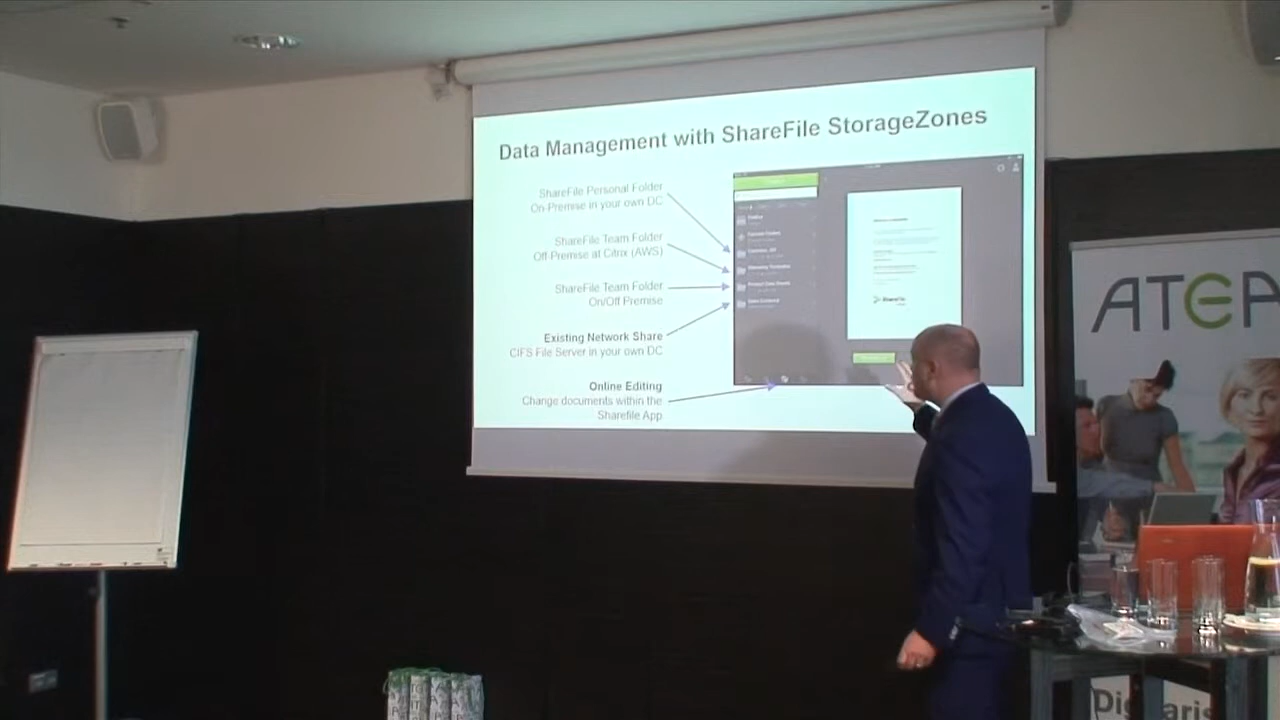 Data Management with ShareFile StorageZones
ShareFile Personal Folder
On-Premise in your own DC
ShareFile Team Folder
Off-Premise at Citrix (AWS)
ShareFile Team Folder
On/Off Premise
Existing Network Share
CIFS File Server in your own DC
Online Editing
Change documents within the
Sharefile App
ShareFile
ATEA